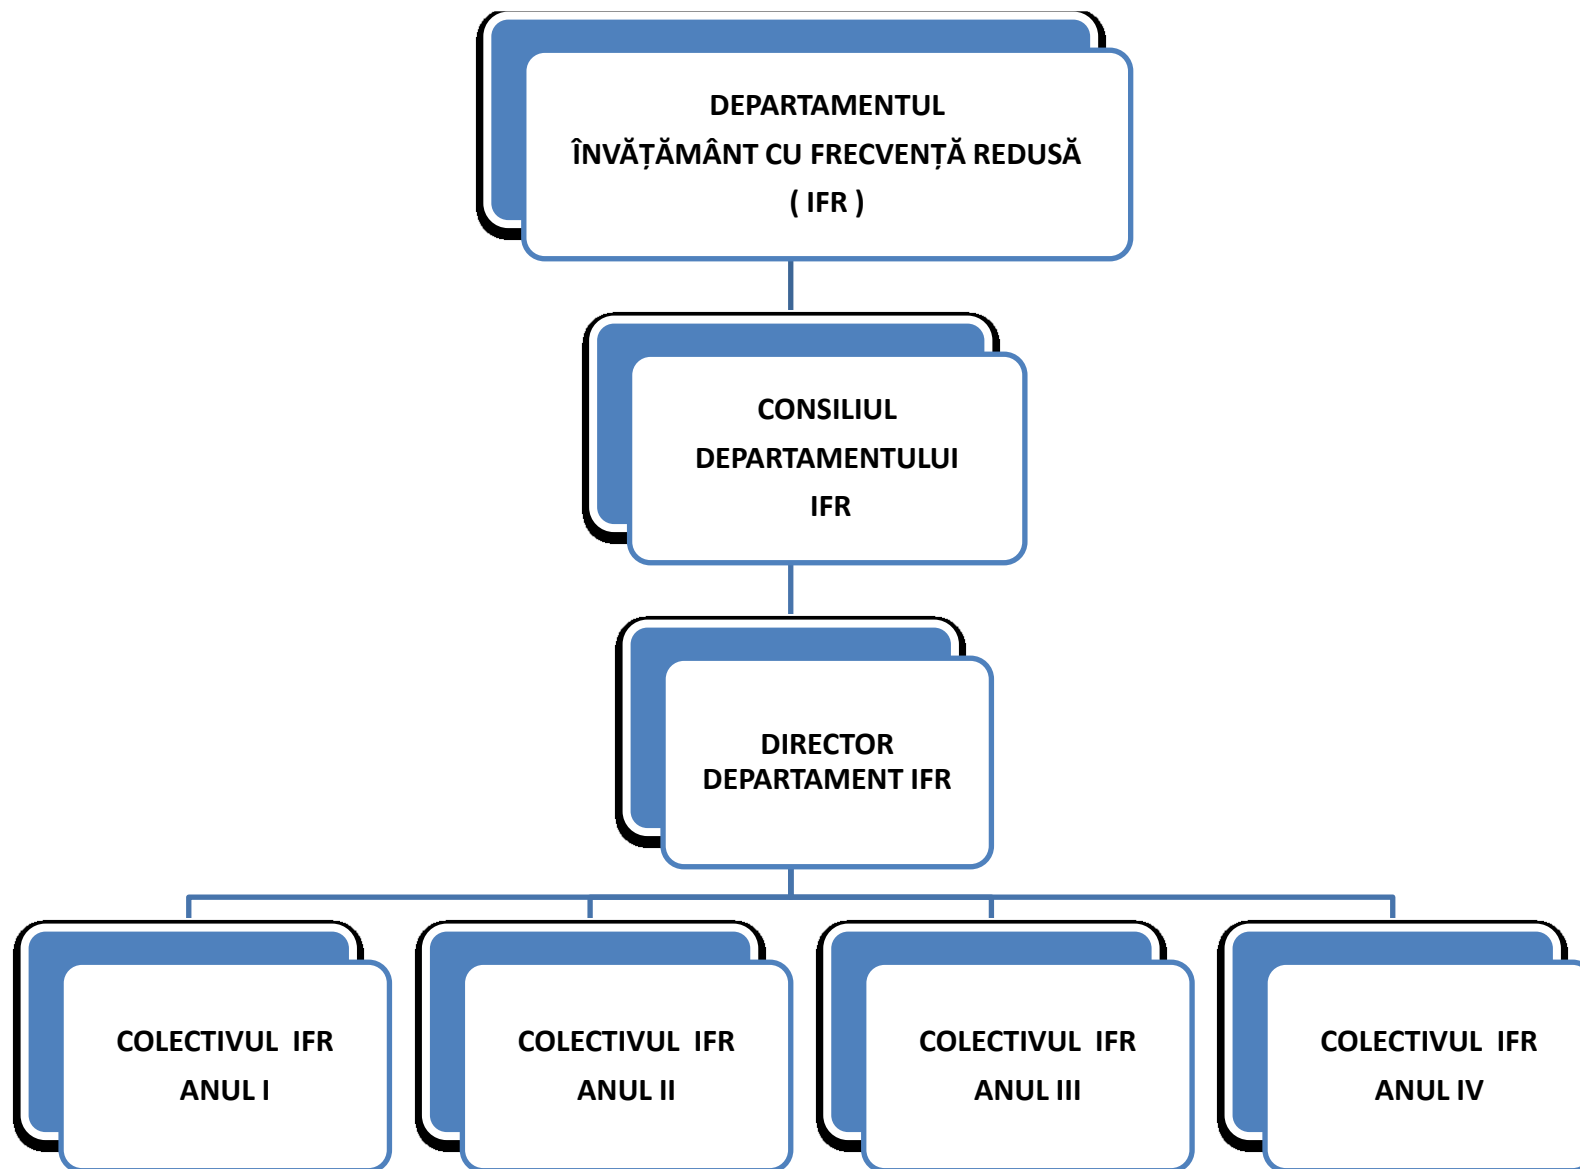 DEPARTAMENTUL
ÎNVĂȚĂMÂNT CU FRECVENȚĂ REDUSĂ
( IFR )
CONSILIUL
DEPARTAMENTULUI
IFR
DIRECTOR
DEPARTAMENT IFR
COLECTIVUL  IFR
ANUL I
COLECTIVUL  IFR
ANUL II
COLECTIVUL  IFR
ANUL III
COLECTIVUL  IFR
ANUL IV